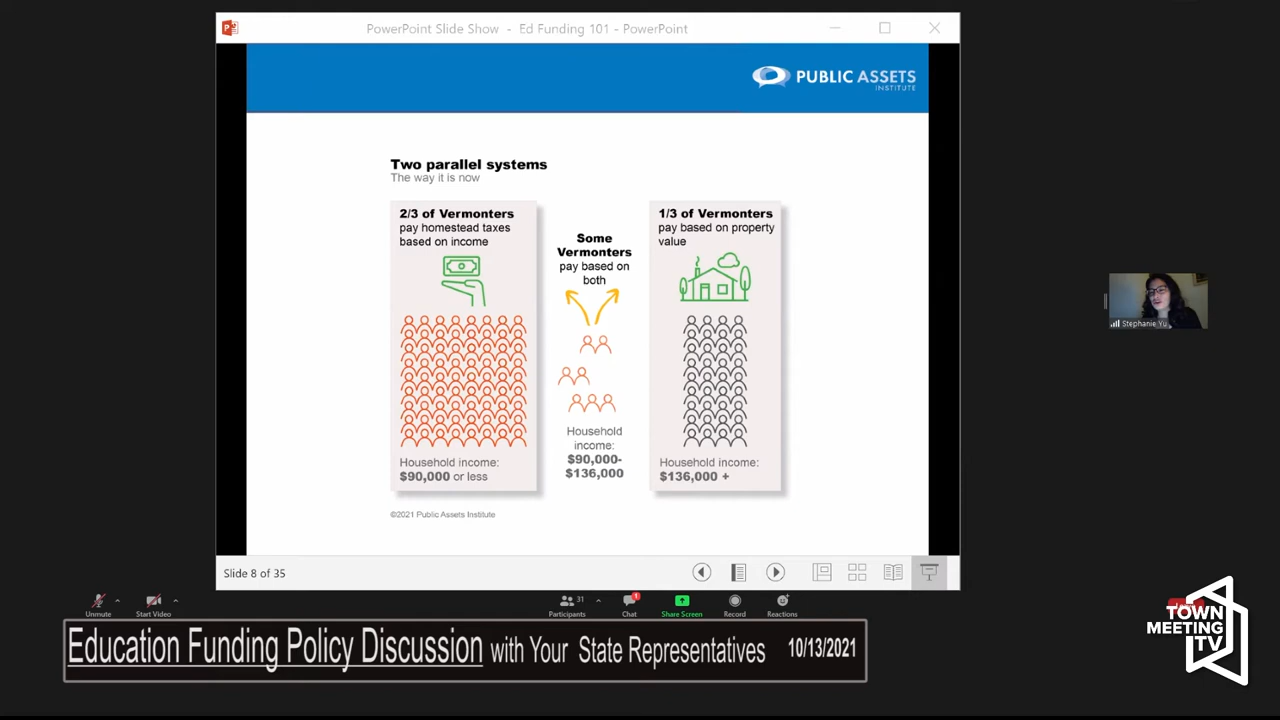 PowerPoint Slide Show - Ed Funding 101 - PowerPoint
PUBLIC ASSETS
INSTITUTE
Two parallel systems
The way it is now
2/3 of Vermonters
pay homestead taxes
based on income
Household income:
$90,000 or less
Some
Vermonters
pay based on
both
Household
income:
$90,000-
$136,000
1/3 of Vermonters
pay based on property
value
Household income:
$136,000 +
©2021 Public Assets Institute
Stephanie Yu
Slide 8 of 35
Unmute
Start Video
31
Participants
1
Chat
Share Screen
Record
Reactions
Education Funding Policy Discussion with Your State Representatives 10/13/2021
TOWN
MEETING
TV